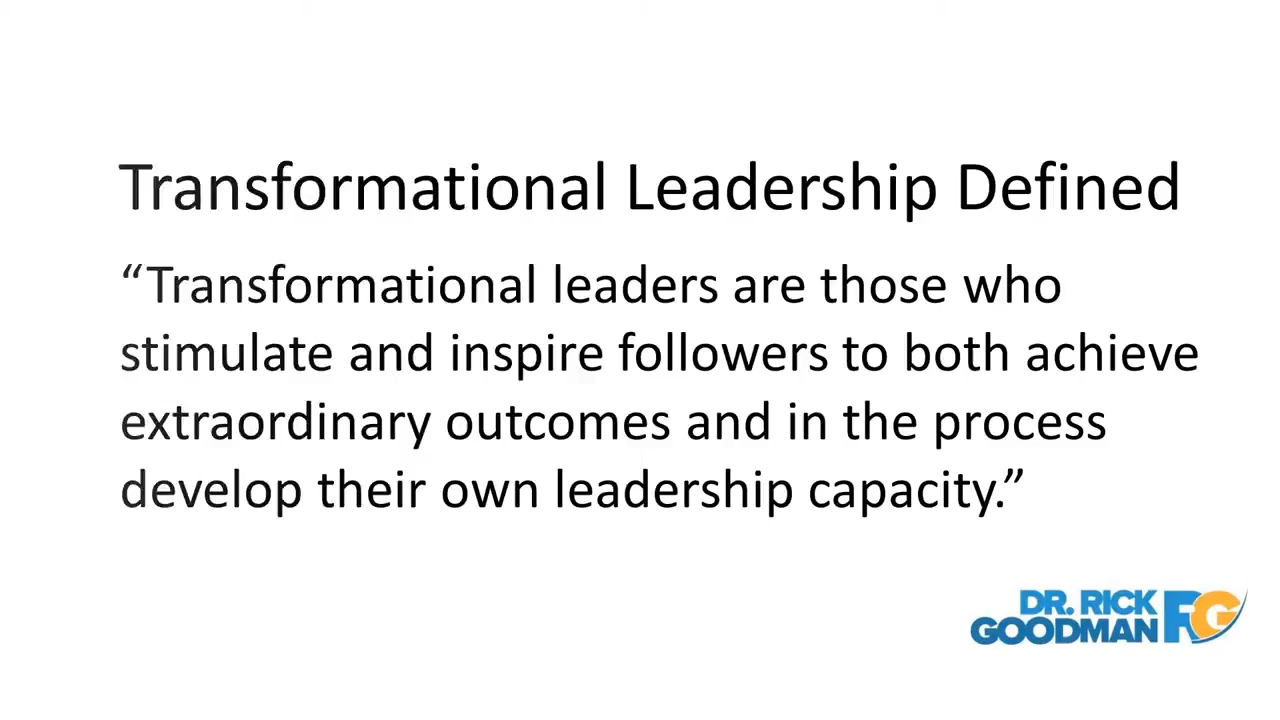 Transformational Leadership Defined
“Transformational leaders are those who
stimulate and inspire followers to both achieve
extraordinary outcomes and in the process
develop their own leadership capacity.”
DR. RICK
GOODMAN RG